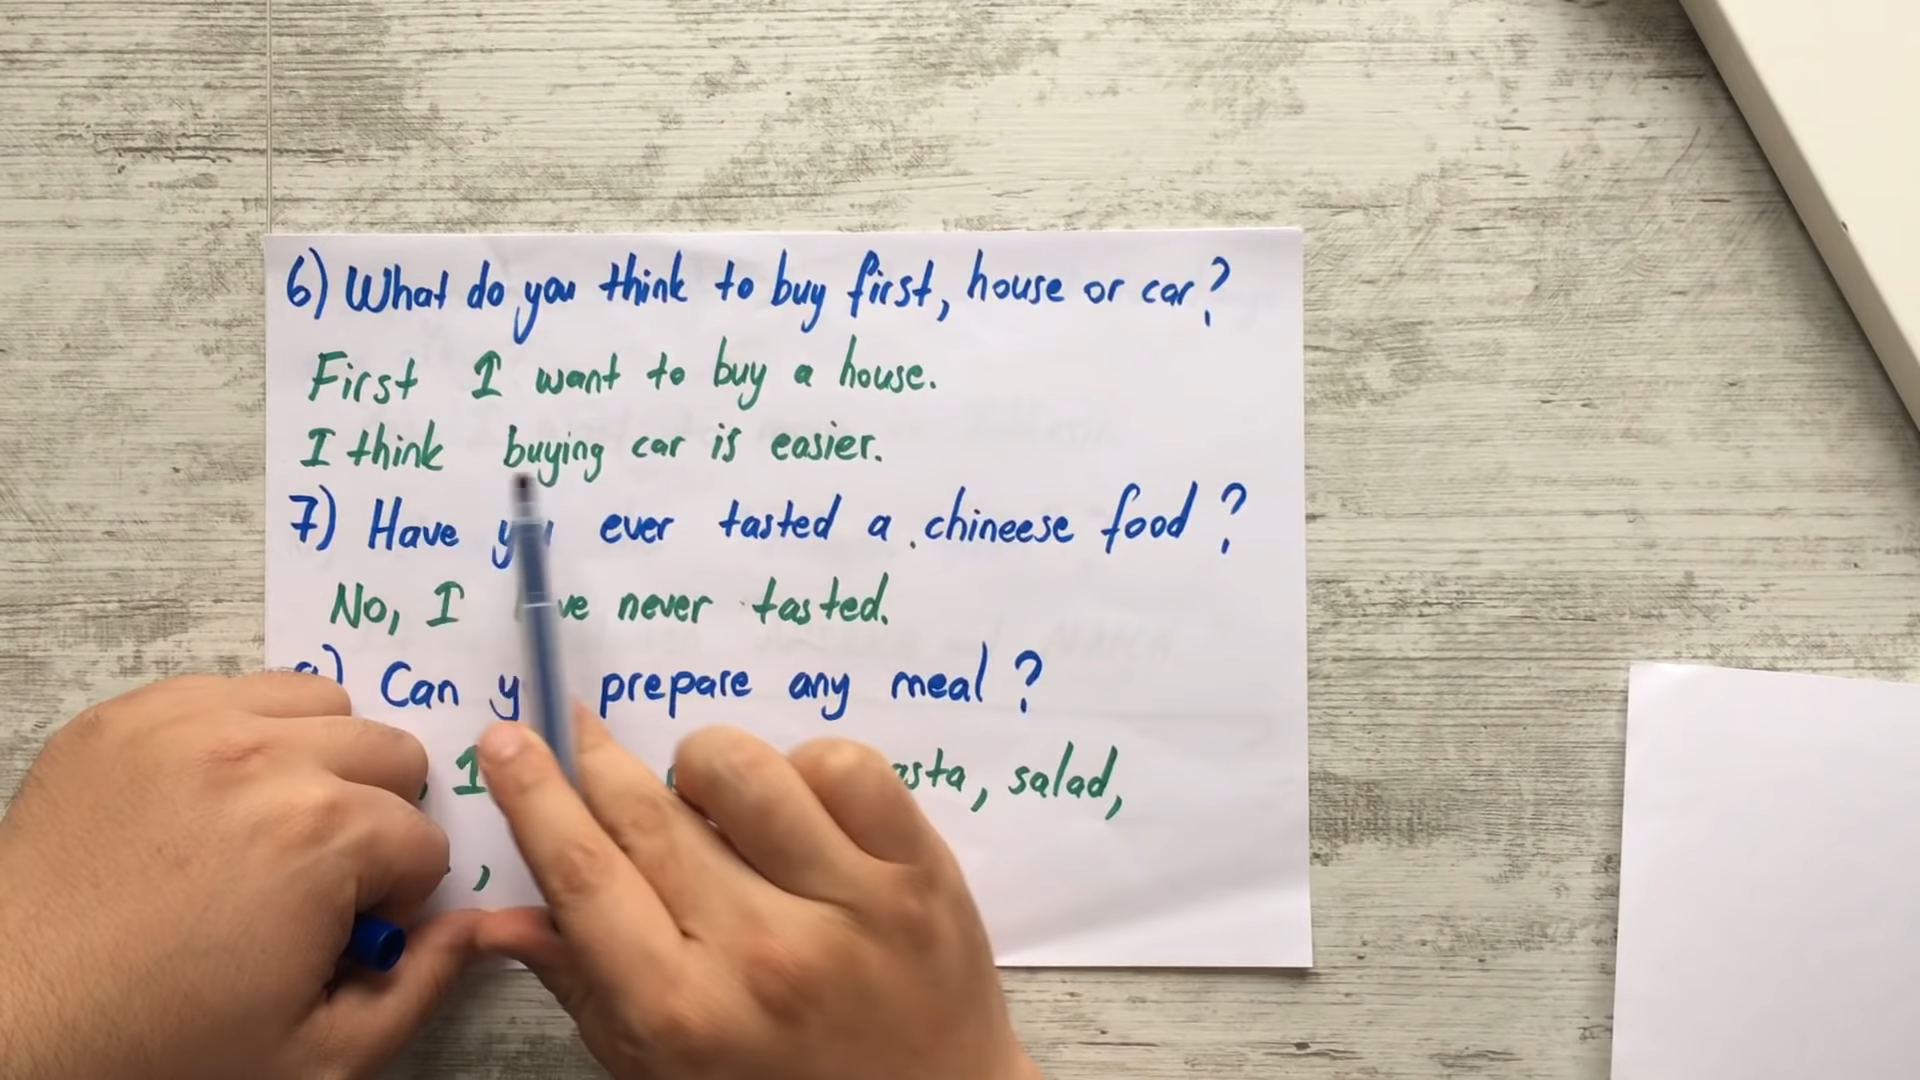 6) What do you think to buy first, house or car?
First I want to buy a house.
I think buying car is easier.
7) Have ever tasted a chineese food?
No, I never tasted.
Can prepare any meal?
I salad,
,